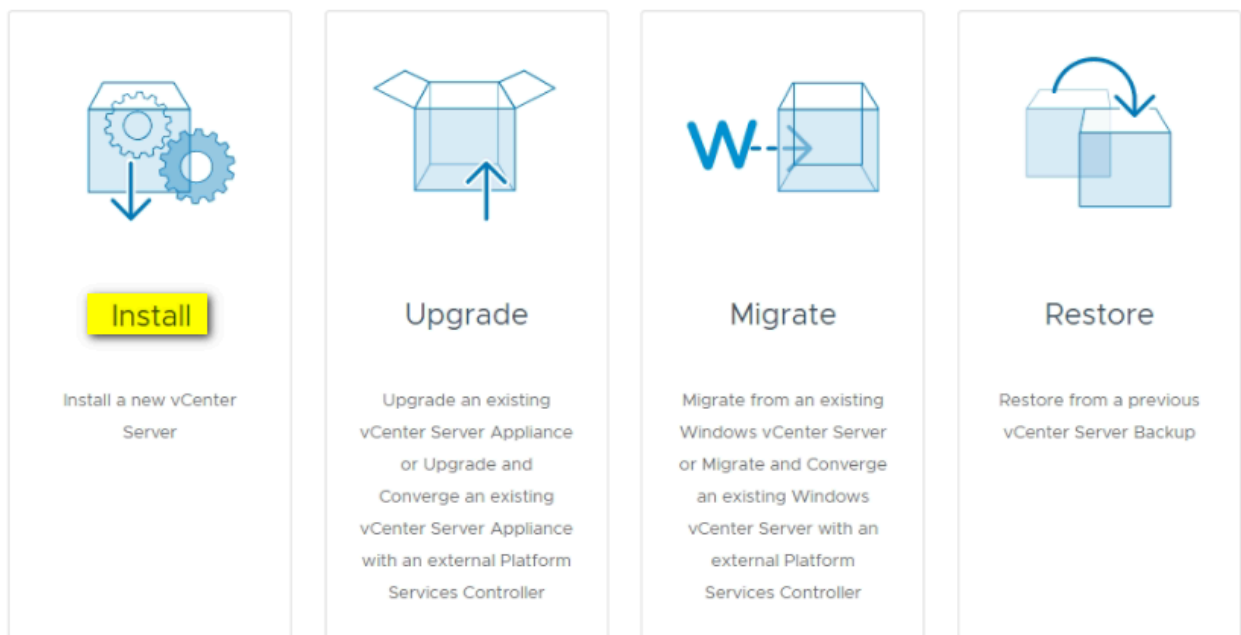 W
Install
Install a new vCenter
Server
Upgrade
Upgrade an existing
vCenter Server Appliance
or Upgrade and
Converge an existing
vCenter Server Appliance
with an external Platform
Services Controller
Migrate
Migrate from an existing
Windows vCenter Server
or Migrate and Converge
an existing Windows
vCenter Server with an
external Platform
Services Controller
Restore
Restore from a previous
vCenter Server Backup